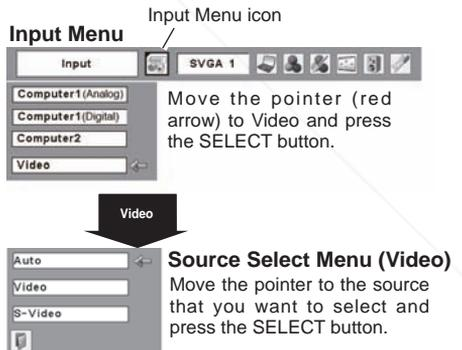 Input Menu icon
Input Menu
Input
SVGA 1
Computer1(Analog)
Computer1(Digital)
Computer2
Video
Move the pointer (red
arrow) to Video and press
the SELECT button.
Video
Auto
Video
S-Video
Source Select Menu (Video)
Move the pointer to the source
that you want to select and
press the SELECT button.